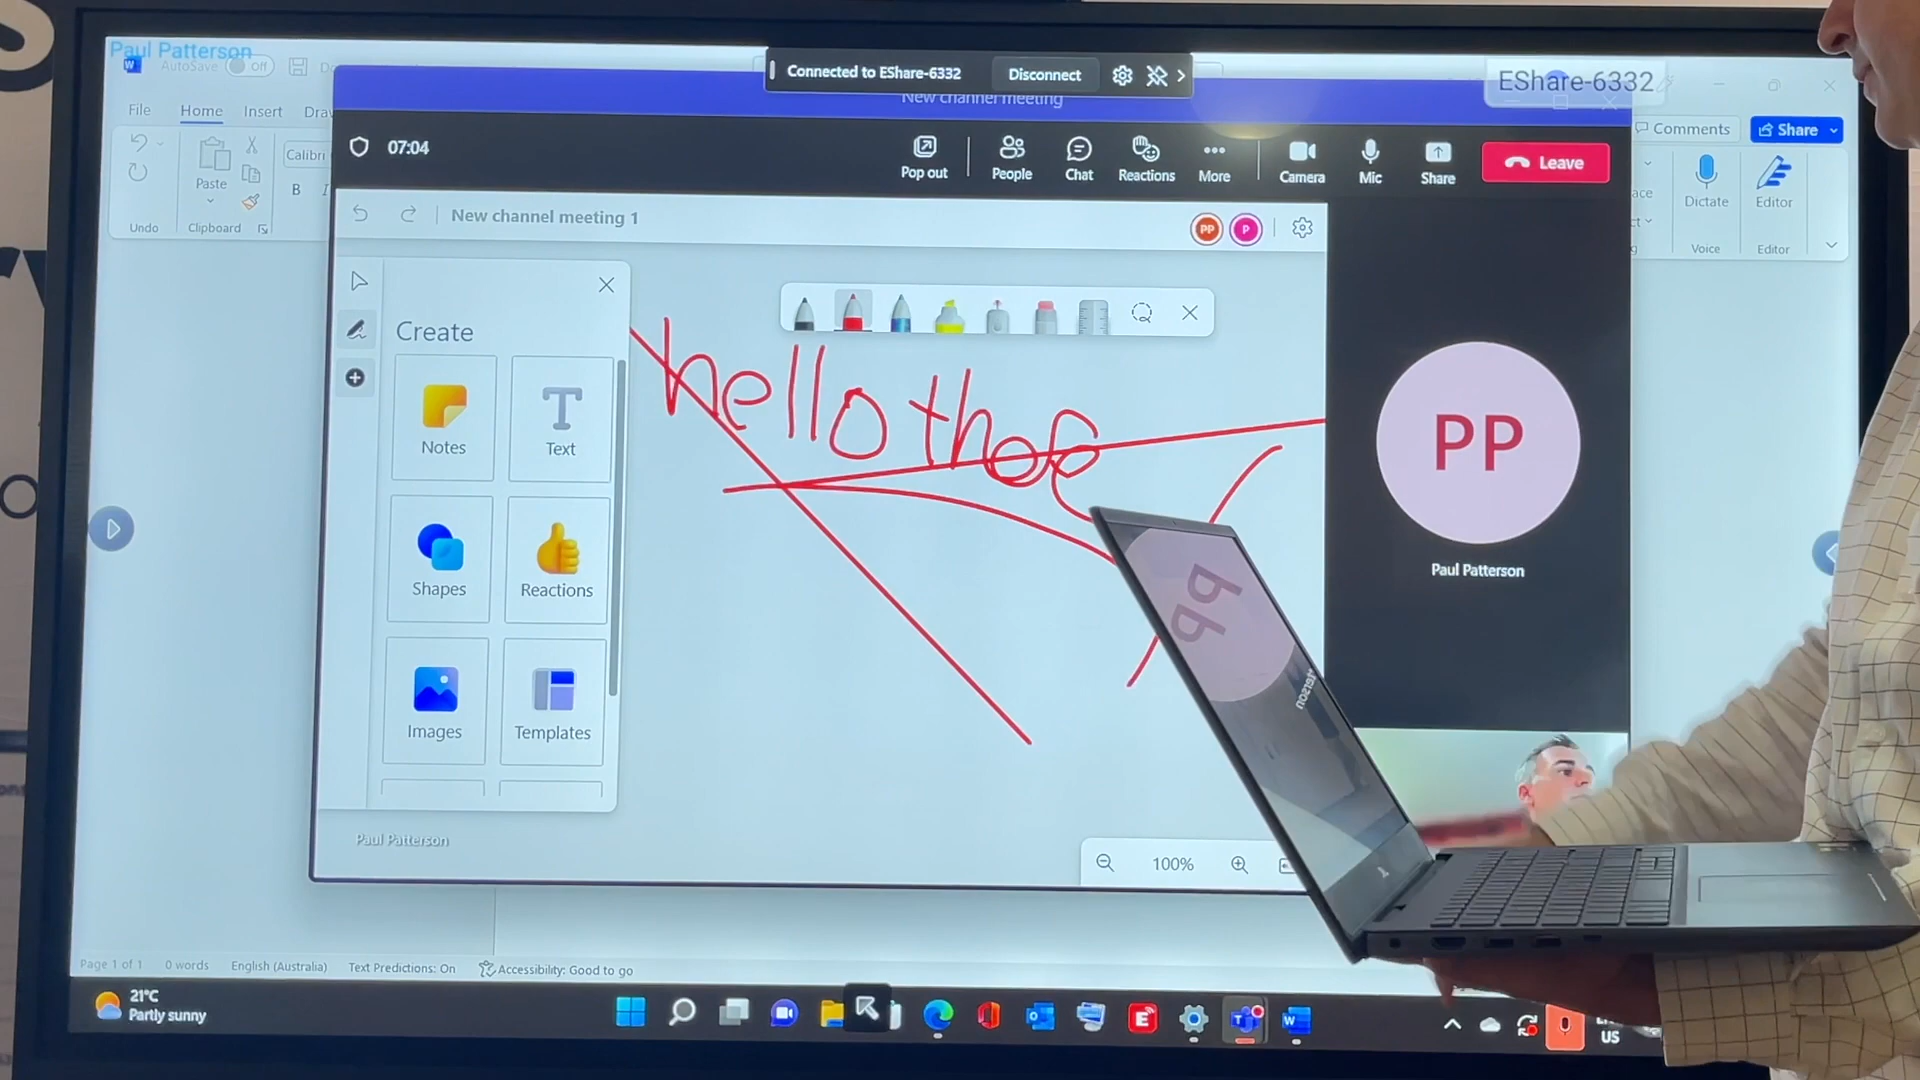 Paul Patterson
AutoSave Off
Connected to EShare-6332 Disconnect
EShare-6332
New channel meeting
File Home Insert
Comments Share
07:04
Pop out People Chat Reactions More Camera Mic Share Leave
Calibri
Paste
B I
Undo Clipboard
Dictate Editor
Voice Editor
New channel meeting 1
PP P
Create
Notes Text
Shapes Reactions
Images Templates
hello the
PP
Paul Patterson
PP
Paul Patterson
100%
Page 1 of 1 0 words English (Australia) Text Predictions: On Accessibility: Good to go
21°C
Partly sunny
US